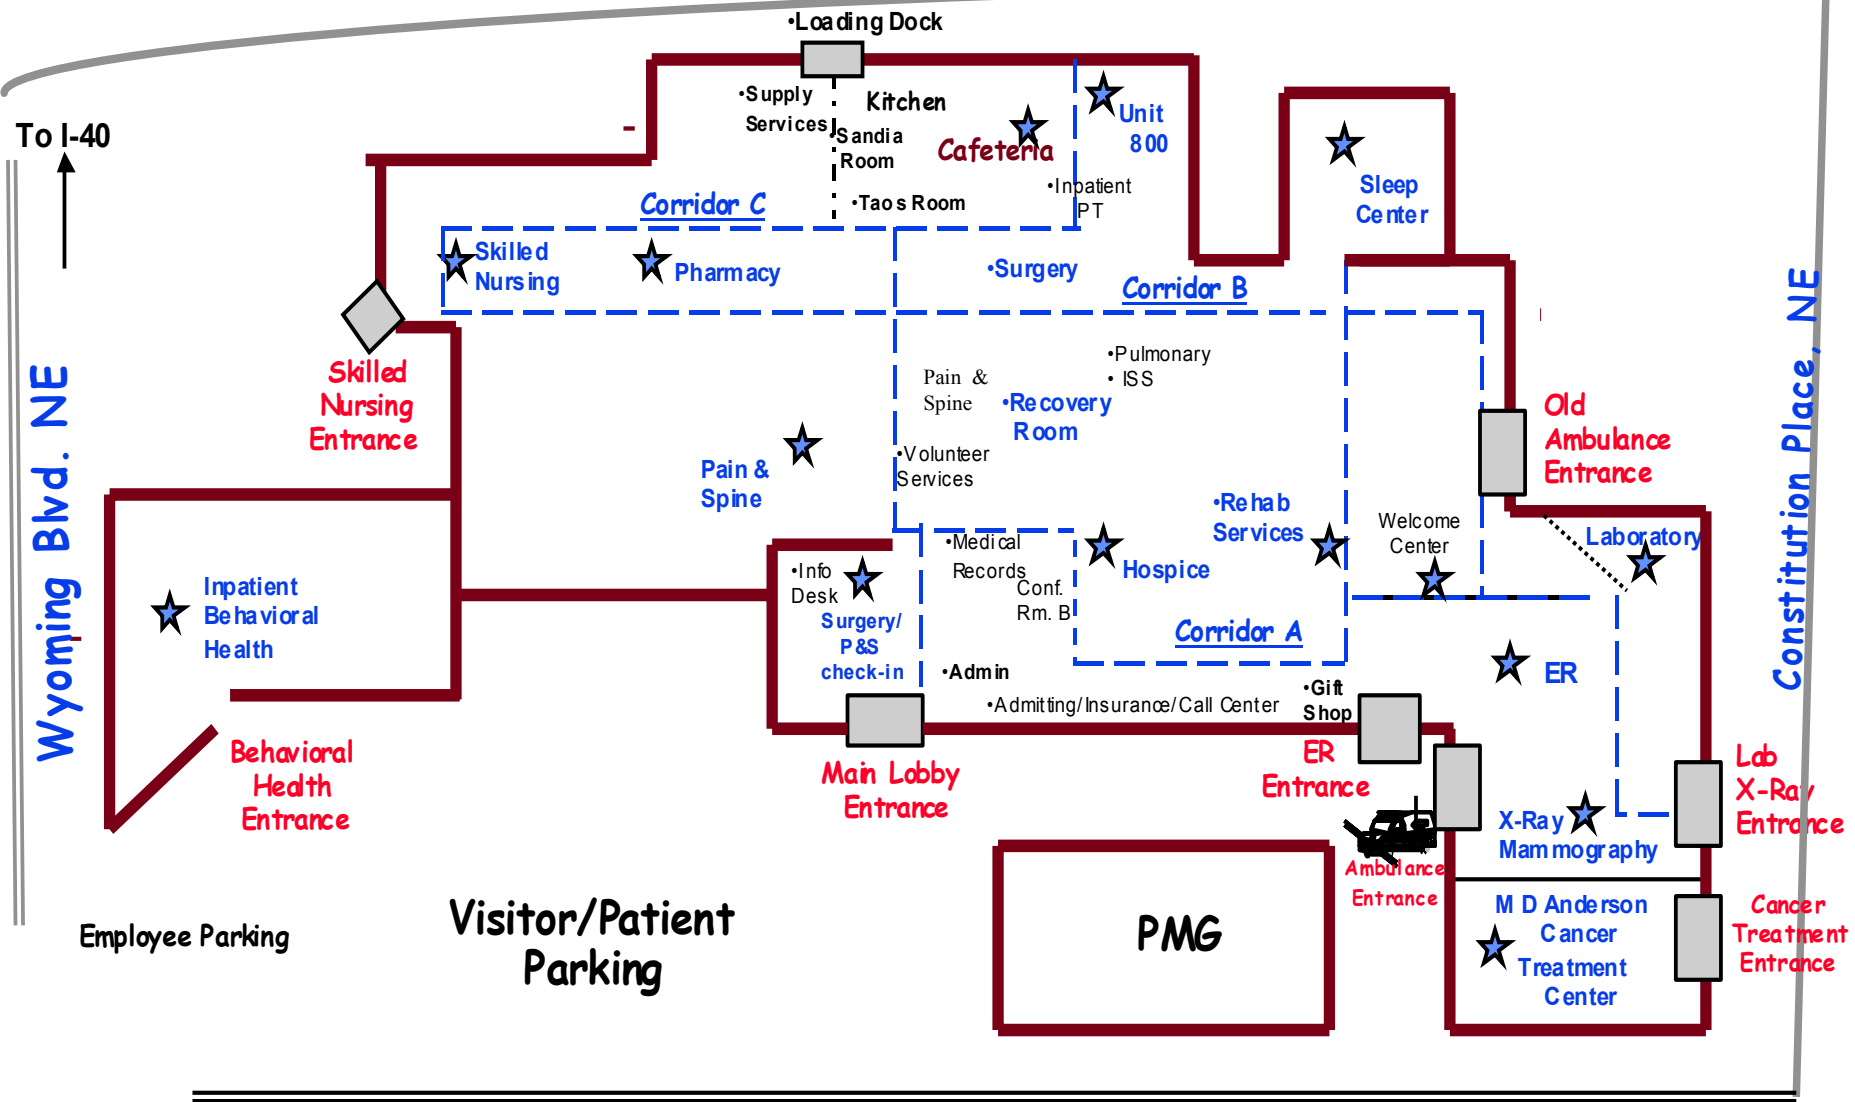 •Loading Dock
To I-40
•Supply
Services
Kitchen
•Sandia
Room
Cafeteria
Unit
800
•Inpatient
PT
•Taos Room
Sleep
Center
Corridor C
Skilled
Nursing
Pharmacy
•Surgery
Corridor B
Wyoming Blvd. NE
Constitution Place, NE
Skilled
Nursing
Entrance
Pain &
Spine
•Pulmonary
• ISS
•Recovery
Room
•Volunteer
Services
Pain &
Spine
Old
Ambulance
Entrance
•Rehab
Services
Welcome
Center
Laboratory
•Medical
Records
Conf.
Rm. B
Hospice
•Info
Desk
Surgery/
P&S
check-in
Inpatient
Behavioral
Health
Corridor A
•Admin
•Admitting/Insurance/Call Center
•Gift
Shop
ER
Behavioral
Health
Entrance
Main Lobby
Entrance
ER
Entrance
Lab
X-Ray
Entrance
X-Ray
Mammography
Ambulance
Entrance
M D Anderson
Cancer
Treatment
Center
Cancer
Treatment
Entrance
Employee Parking
Visitor/Patient
Parking
PMG